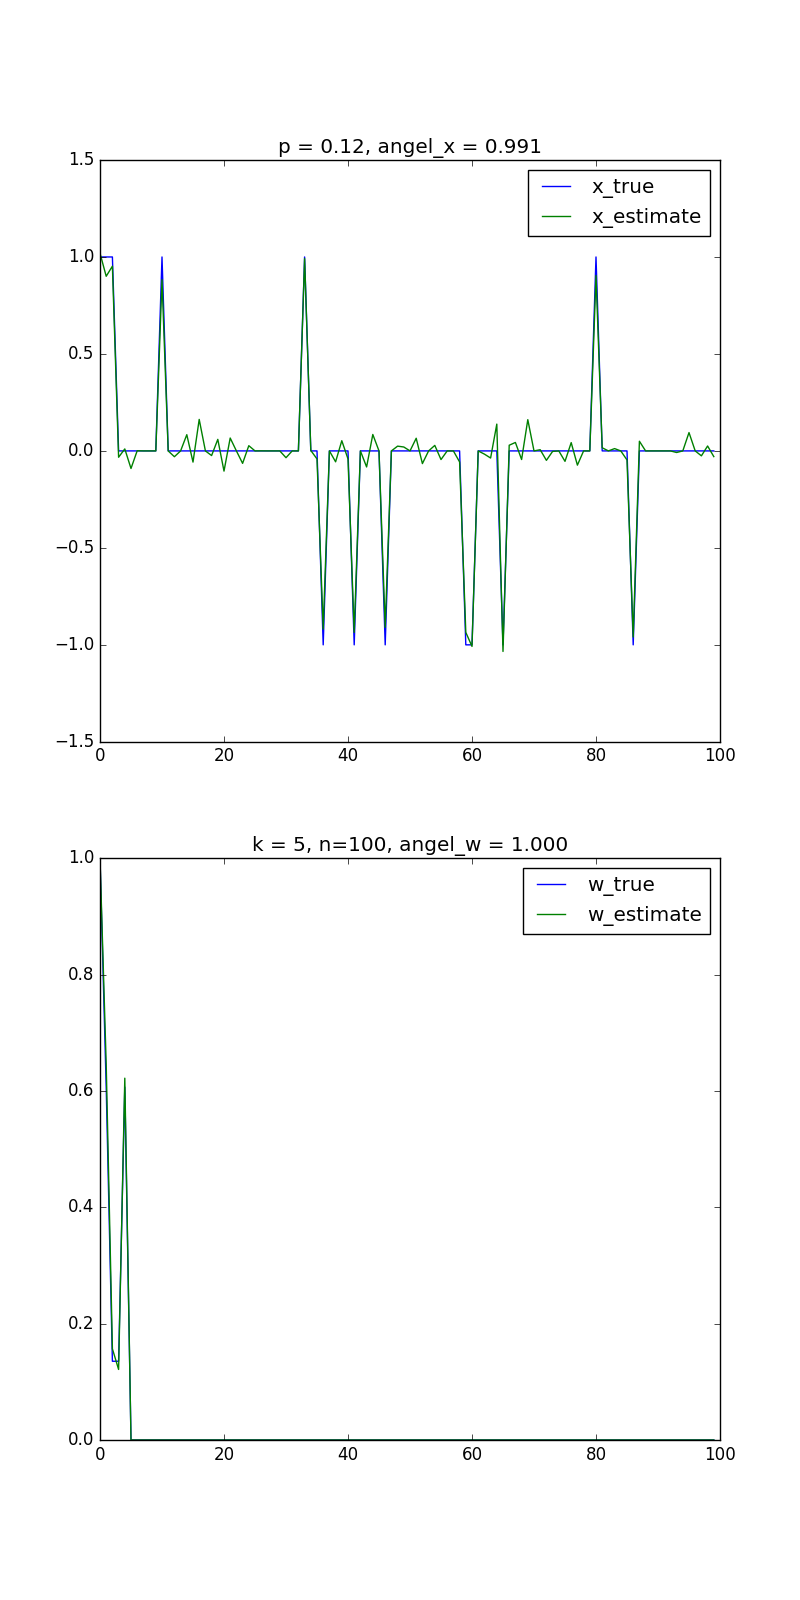 p = 0.12, angel_x = 0.991
1.5
x_true
x_estimate
1.0
0.5
0.0
−0.5
−1.0
−1.5
0 20 40 60 80 100
k = 5, n=100, angel_w = 1.000
1.0
w_true
w_estimate
0.8
0.6
0.4
0.2
0.0
0 20 40 60 80 100